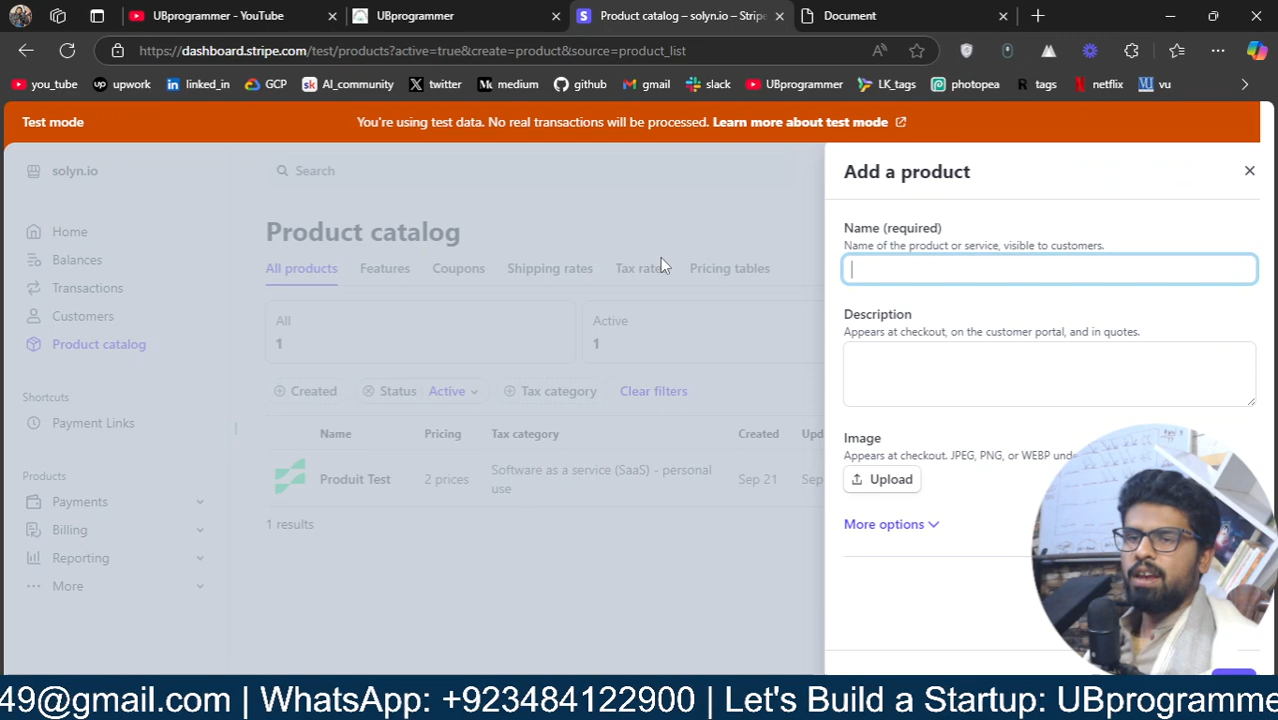 UBprogrammer - YouTube
UBprogrammer
Product catalog – solyn.io – Stripe
Document
https://dashboard.stripe.com/test/products?active=true&create=product&source=product_list
you_tube
upwork
linked_in
GCP
AI_community
twitter
medium
github
gmail
slack
UBprogrammer
LK_tags
photopea
tags
netflix
vu
Test mode
You're using test data. No real transactions will be processed. Learn more about test mode
solyn.io
Search
Home
Balances
Transactions
Customers
Product catalog
Shortcuts
Payment Links
Products
Payments
Billing
Reporting
More
Product catalog
All products
Features
Coupons
Shipping rates
Tax rates
Pricing tables
All
1
Active
1
Created
Status Active
Tax category
Clear filters
Name Pricing Tax category Created Upd
Produit Test 2 prices Software as a service (SaaS) - personal use Sep 21 Sep
1 results
Add a product
Name (required)
Name of the product or service, visible to customers.
Description
Appears at checkout, on the customer portal, and in quotes.
Image
Appears at checkout. JPEG, PNG, or WEBP und
Upload
More options
49@gmail.com | WhatsApp: +923484122900 | Let's Build a Startup: UBprogramme